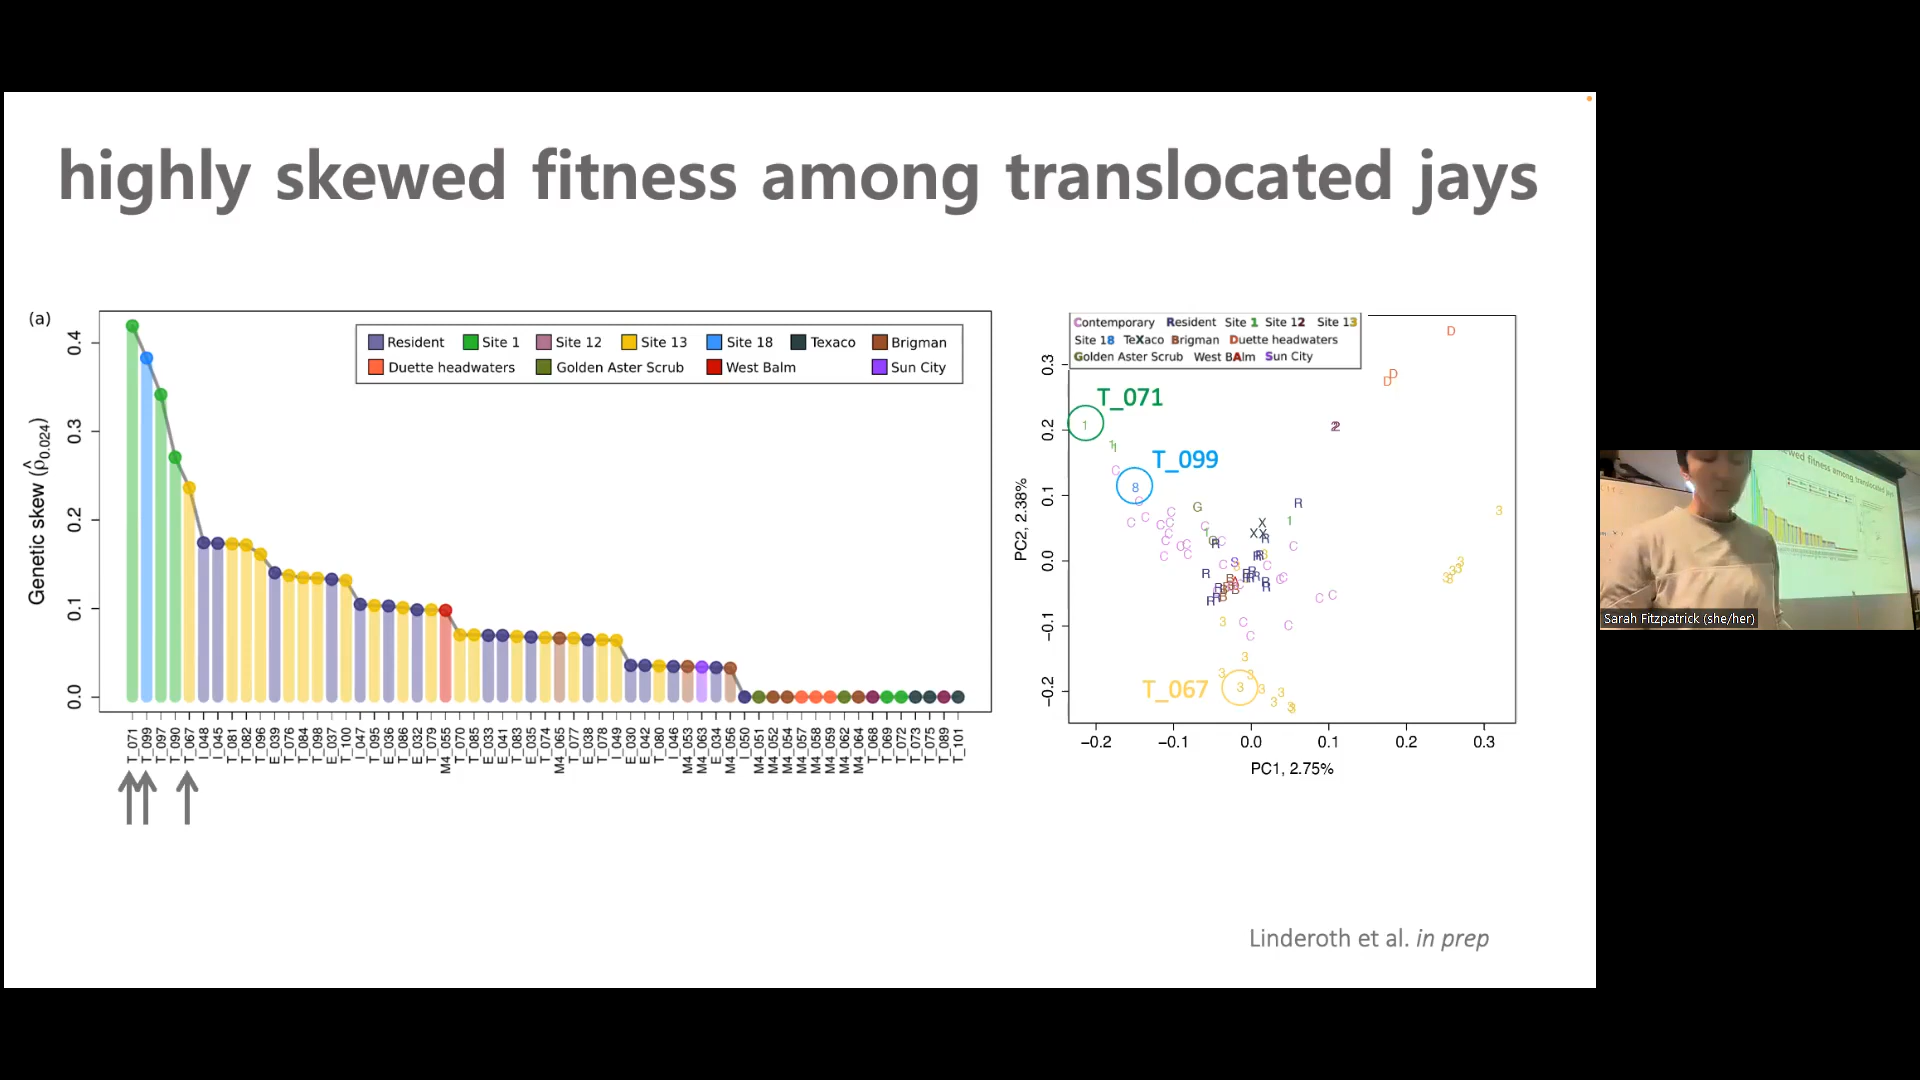 highly skewed fitness among translocated jays
(a)
Genetic skew (ρ̂0.024)
0.4
0.3
0.2
0.1
0.0
Resident Site 1 Site 12 Site 13 Site 18 Texaco Brigman
Duette headwaters Golden Aster Scrub West Balm Sun City
T_071 T_099 T_097 T_090 T_067 I_048 I_045 T_081 T_082 T_096 E_039 T_076 T_084 T_098 E_037 T_100 I_047 T_095 E_036 T_086 E_032 T_079 M4_055 T_070 T_085 E_033 E_041 T_083 E_035 T_074 M4_065 T_077 E_038 T_078 I_049 E_030 E_042 T_080 I_046 M4_053 M4_063 E_034 M4_056 I_050 M4_051 M4_052 M4_054 M4_057 M4_058 M4_059 M4_062 M4_064 T_068 T_069 T_072 T_073 T_075 T_089 T_101
Contemporary Resident Site 1 Site 12 Site 13
Site 18 TeXaco Brigman Duette headwaters
Golden Aster Scrub West BAlm Sun City
T_071
T_099
T_067
PC2, 2.38%
0.3
0.2
0.1
0.0
−0.1
−0.2
−0.2 −0.1 0.0 0.1 0.2 0.3
PC1, 2.75%
Linderoth et al. in prep
Sarah Fitzpatrick (she/her)